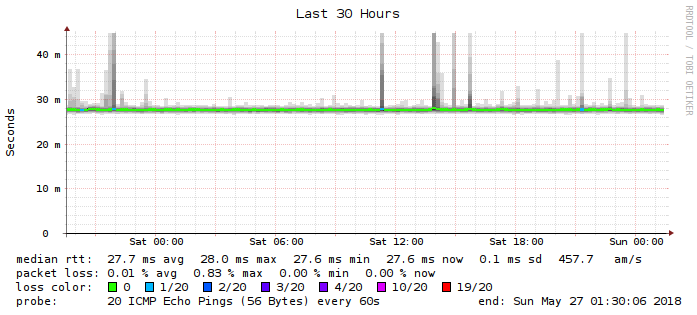 Last 30 Hours
RRDTOOL / TOBI OETIKER
Seconds
40 m
30 m
20 m
10 m
0
Sat 00:00 Sat 06:00 Sat 12:00 Sat 18:00 Sun 00:00
median rtt: 27.7 ms avg 28.0 ms max 27.6 ms min 27.6 ms now 0.1 ms sd 457.7 am/s
packet loss: 0.01 % avg 0.83 % max 0.00 % min 0.00 % now
loss color: 0 1/20 2/20 3/20 4/20 10/20 19/20
probe: 20 ICMP Echo Pings (56 Bytes) every 60s end: Sun May 27 01:30:06 2018